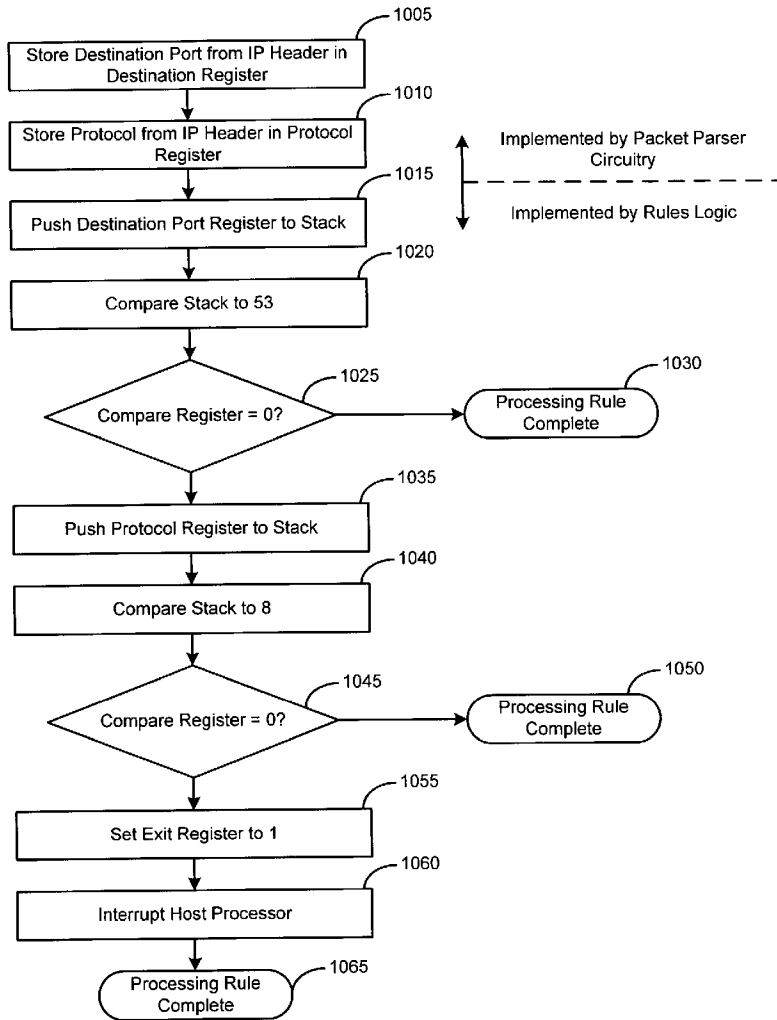 1005
Store Destination Port from IP Header in
Destination Register
1010
Store Protocol from IP Header in Protocol
Register
Implemented by Packet Parser
Circuitry
1015
Push Destination Port Register to Stack
Implemented by Rules Logic
1020
Compare Stack to 53
1025
Compare Register = 0?
1030
Processing Rule
Complete
1035
Push Protocol Register to Stack
1040
Compare Stack to 8
1045
Compare Register = 0?
1050
Processing Rule
Complete
1055
Set Exit Register to 1
1060
Interrupt Host Processor
1065
Processing Rule
Complete